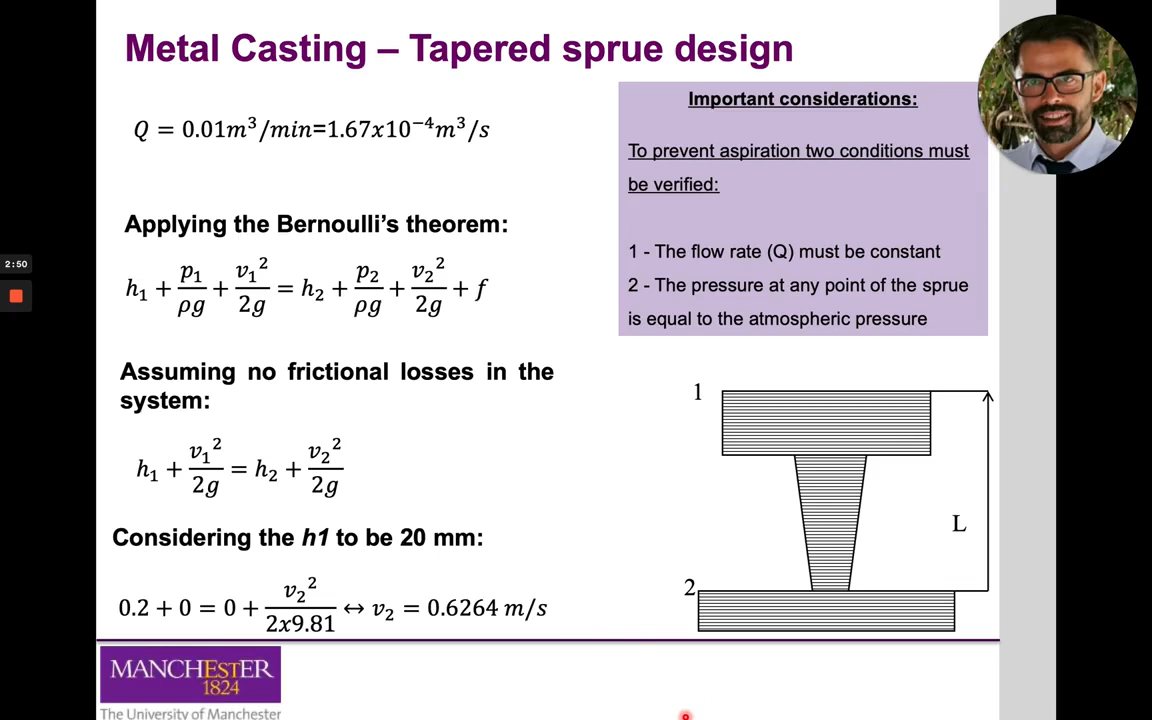 Metal Casting – Tapered sprue design
Q = 0.01m³/min=1.67x10⁻⁴m³/s
Applying the Bernoulli’s theorem:
h₁ + p₁/ρg + v₁²/2g = h₂ + p₂/ρg + v₂²/2g + f
Assuming no frictional losses in the
system:
h₁ + v₁²/2g = h₂ + v₂²/2g
Considering the h1 to be 20 mm:
0.2 + 0 = 0 + v₂²/2x9.81 ↔ v₂ = 0.6264 m/s
Important considerations:
To prevent aspiration two conditions must
be verified:
1 - The flow rate (Q) must be constant
2 - The pressure at any point of the sprue
is equal to the atmospheric pressure
1
L
2
2:50
MANCHESTER
1824
The University of Manchester
8